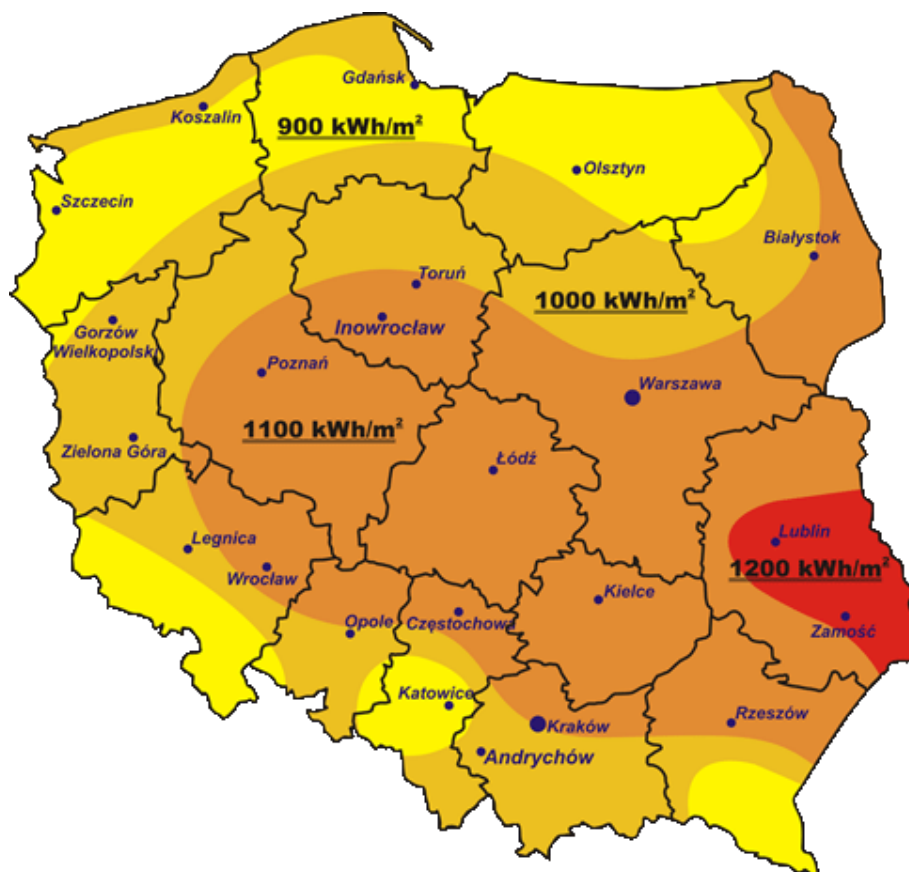 Gdańsk
Koszalin
900 kWh/m²
Olsztyn
Szczecin
Białystok
Toruń
1000 kWh/m²
Inowrocław
Gorzów
Wielkopolski
Poznań
Warszawa
1100 kWh/m²
Zielona Góra
Łódź
Lublin
Legnica
1200 kWh/m²
Wrocław
Kielce
Opole
Częstochowa
Zamość
Katowice
Rzeszów
Kraków
Andrychów